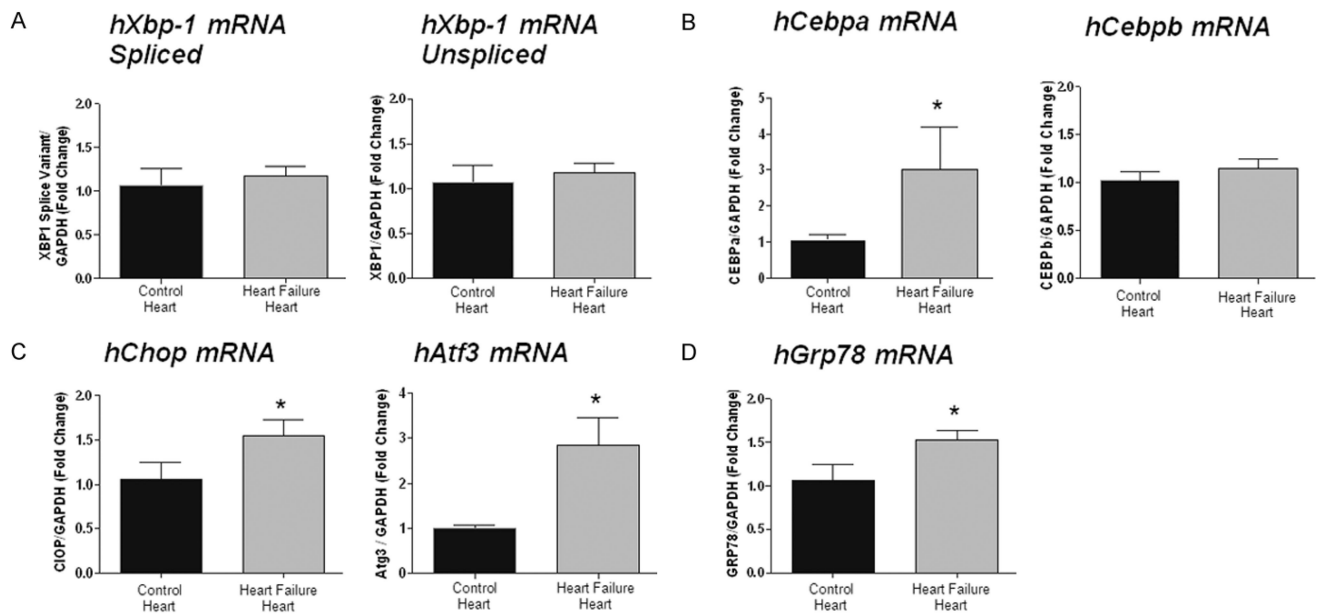 A
hXbp-1 mRNA
Spliced
XBP1 Splice Variant/
GAPDH (Fold Change)
2.0
1.5
1.0
0.5
0.0
Control
Heart
Heart Failure
Heart
hXbp-1 mRNA
Unspliced
XBP1/GAPDH (Fold Change)
2.0
1.5
1.0
0.5
0.0
Control
Heart
Heart Failure
Heart
B
hCebpa mRNA
CEBPa/GAPDH (Fold Change)
5
4
3
2
1
0
*
Control
Heart
Heart Failure
Heart
hCebpb mRNA
CEBPb/GAPDH (Fold Change)
2.0
1.5
1.0
0.5
0.0
Control
Heart
Heart Failure
Heart
C
hChop mRNA
ClOP/GAPDH (Fold Change)
2.0
1.5
1.0
0.5
0.0
*
Control
Heart
Heart Failure
Heart
hAtf3 mRNA
Atg3 / GAPDH (Fold Change)
4
3
2
1
0
*
Control
Heart
Heart Failure
Heart
D
hGrp78 mRNA
GRP78/GAPDH (Fold Change)
2.0
1.5
1.0
0.5
0.0
*
Control
Heart
Heart Failure
Heart